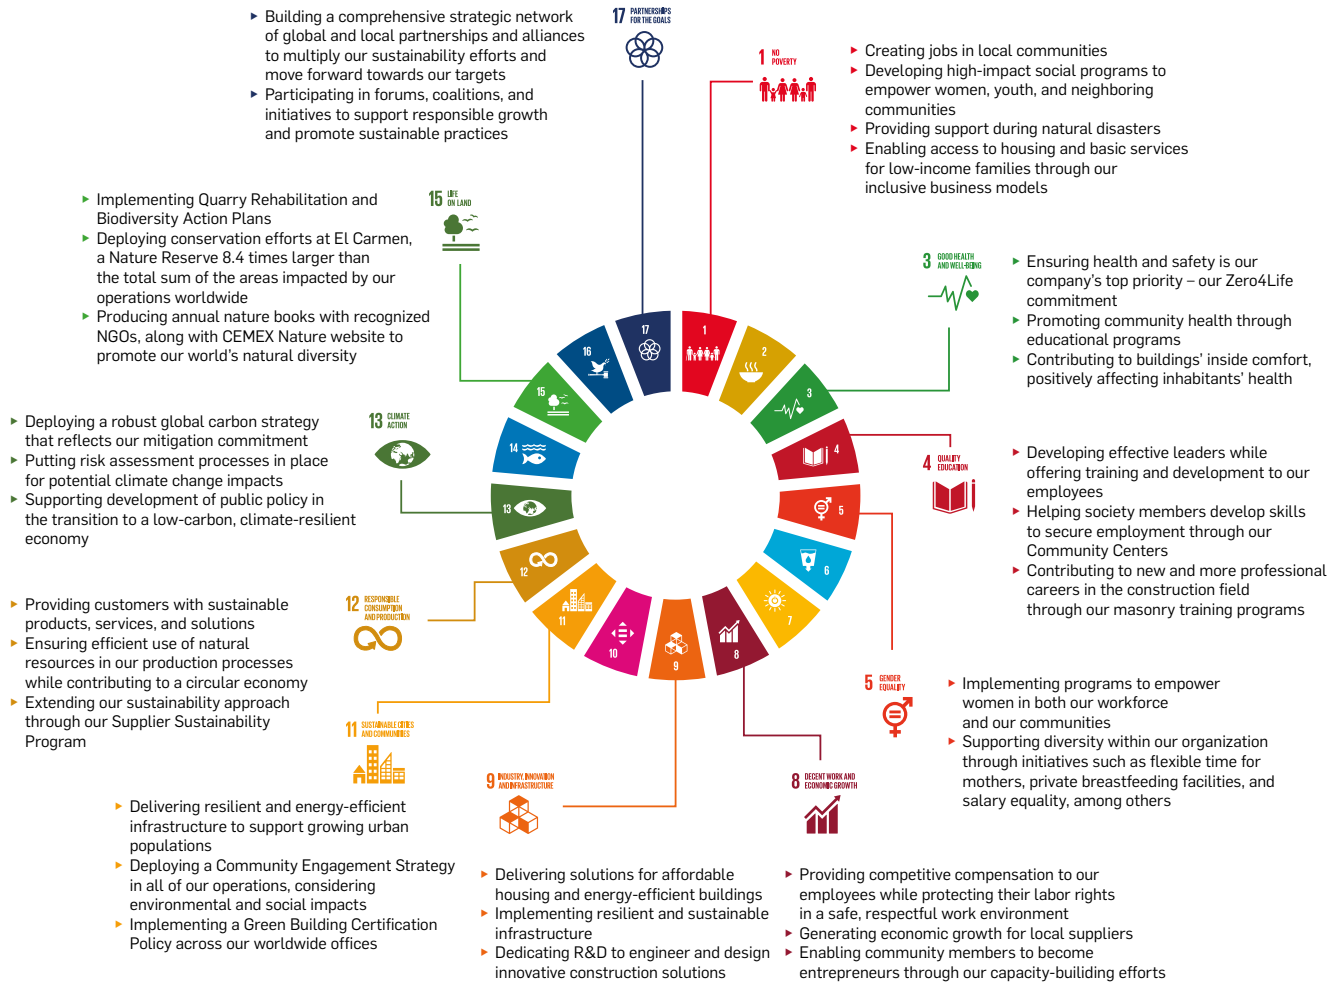 17 PARTNERSHIPS
FOR THE GOALS
Building a comprehensive strategic network
of global and local partnerships and alliances
to multiply our sustainability efforts and
move forward towards our targets
Participating in forums, coalitions, and
initiatives to support responsible growth
and promote sustainable practices
1 NO
POVERTY
Creating jobs in local communities
Developing high-impact social programs to
empower women, youth, and neighboring
communities
Providing support during natural disasters
Enabling access to housing and basic services
for low-income families through our
inclusive business models
15 LIFE
ON LAND
Implementing Quarry Rehabilitation and
Biodiversity Action Plans
Deploying conservation efforts at El Carmen,
a Nature Reserve 8.4 times larger than
the total sum of the areas impacted by our
operations worldwide
Producing annual nature books with recognized
NGOs, along with CEMEX Nature website to
promote our world's natural diversity
3 GOOD HEALTH
AND WELL-BEING
Ensuring health and safety is our
company's top priority – our Zero4Life
commitment
Promoting community health through
educational programs
Contributing to buildings' inside comfort,
positively affecting inhabitants' health
13 CLIMATE
ACTION
Deploying a robust global carbon strategy
that reflects our mitigation commitment
Putting risk assessment processes in place
for potential climate change impacts
Supporting development of public policy in
the transition to a low-carbon, climate-resilient
economy
4 QUALITY
EDUCATION
Developing effective leaders while
offering training and development to our
employees
Helping society members develop skills
to secure employment through our
Community Centers
Contributing to new and more professional
careers in the construction field
through our masonry training programs
1
2
3
4
5
6
7
8
9
10
11
12
13
14
15
16
17
12 RESPONSIBLE
CONSUMPTION
AND PRODUCTION
Providing customers with sustainable
products, services, and solutions
Ensuring efficient use of natural
resources in our production processes
while contributing to a circular economy
Extending our sustainability approach
through our Supplier Sustainability
Program
5 GENDER
EQUALITY
Implementing programs to empower
women in both our workforce
and our communities
Supporting diversity within our organization
through initiatives such as flexible time for
mothers, private breastfeeding facilities, and
salary equality, among others
11 SUSTAINABLE CITIES
AND COMMUNITIES
Delivering resilient and energy-efficient
infrastructure to support growing urban
populations
Deploying a Community Engagement Strategy
in all of our operations, considering
environmental and social impacts
Implementing a Green Building Certification
Policy across our worldwide offices
9 INDUSTRY, INNOVATION
AND INFRASTRUCTURE
Delivering solutions for affordable
housing and energy-efficient buildings
Implementing resilient and sustainable
infrastructure
Dedicating R&D to engineer and design
innovative construction solutions
8 DECENT WORK AND
ECONOMIC GROWTH
Providing competitive compensation to our
employees while protecting their labor rights
in a safe, respectful work environment
Generating economic growth for local suppliers
Enabling community members to become
entrepreneurs through our capacity-builiding efforts